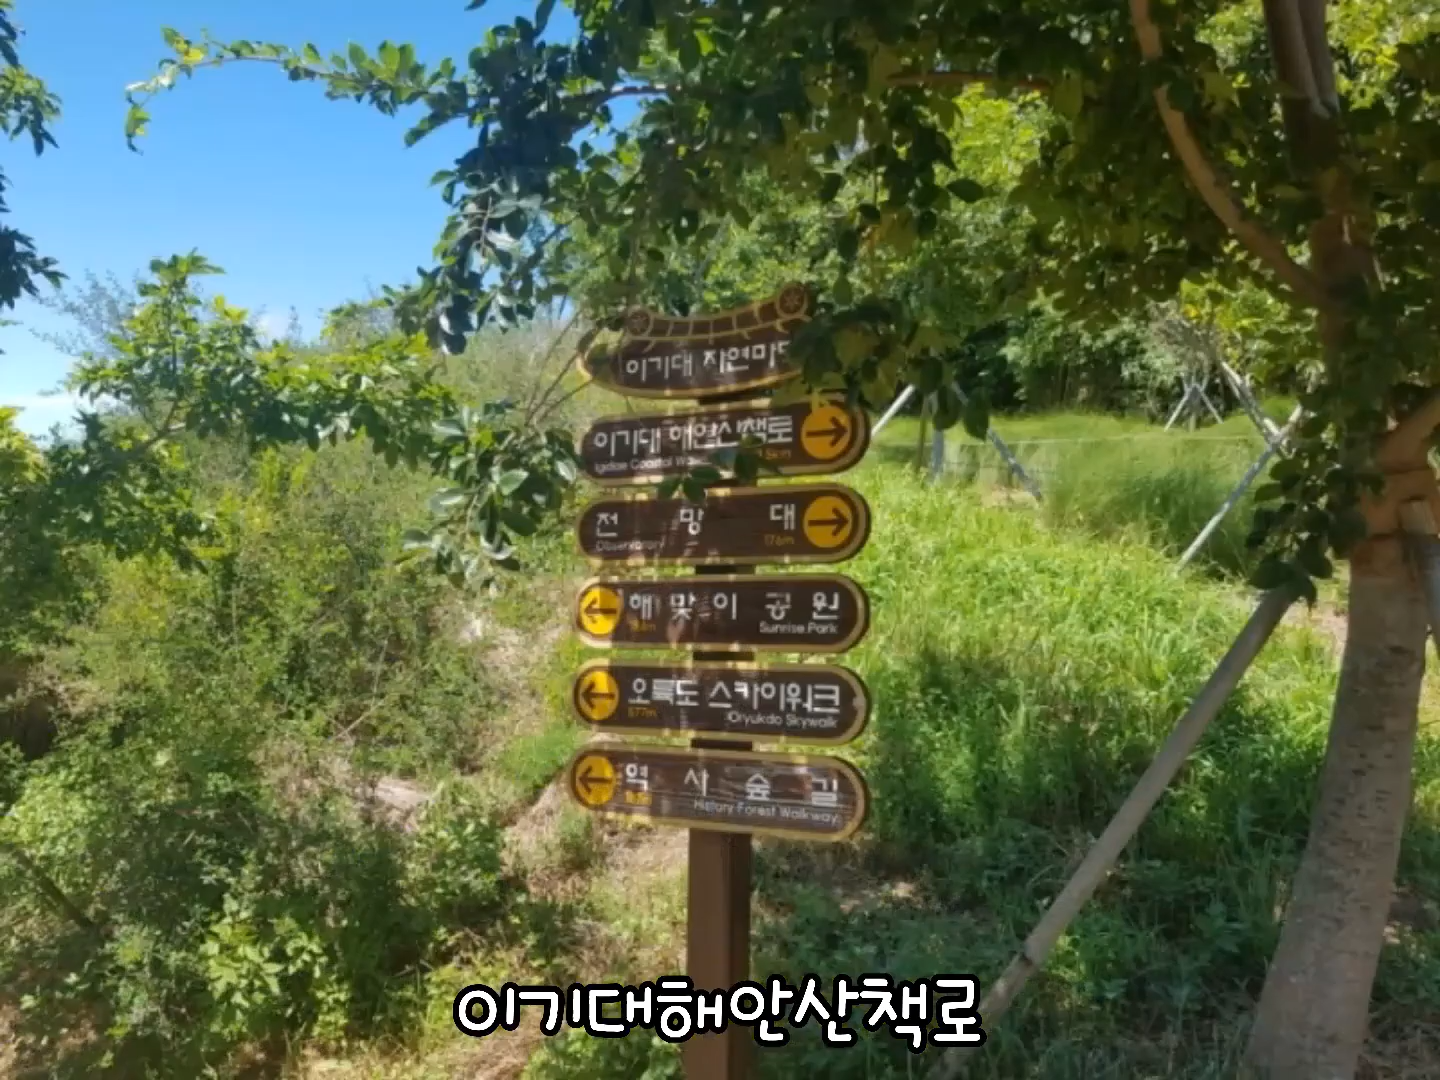 이기대 자연마당
이기대 해안산책로
Igidae Coastal
전 망 대
Observatory 176m
해 맞 이 공 원
Sunrise Park
오륙도 스카이워크
577m Oryukdo Skywalk
역 사 숲 길
History Forest Walkway
이기대해안산책로